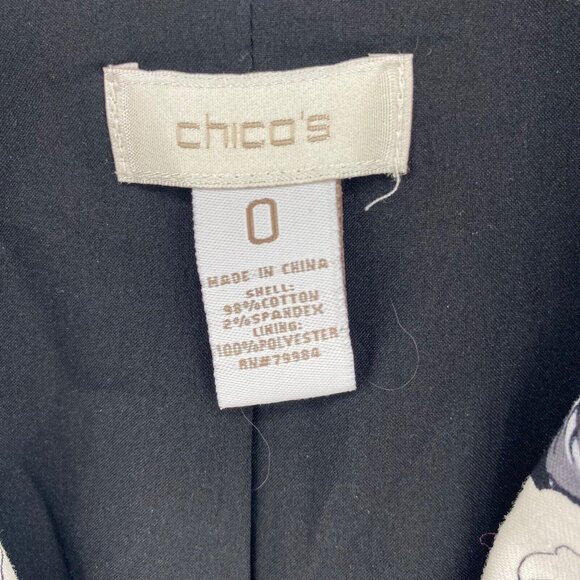 chico's
0
MADE IN CHINA
SHELL:
98%COTTON
2%SPANDEX
LINING:
100%POLYESTER
RN#79984